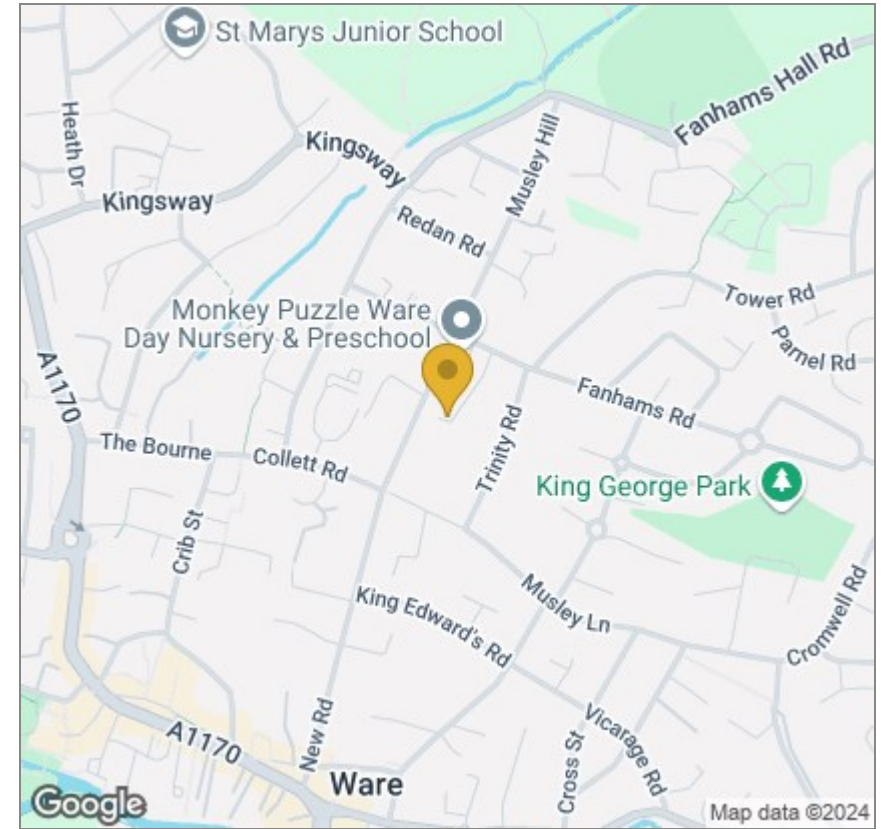 St Marys Junior School
Fanhams Hall Rd
Heath Dr
Kingsway
Musley Hill
Kingsway
Redan Rd
Tower Rd
Monkey Puzzle Ware
Day Nursery & Preschool
Parnel Rd
A1170
Fanhams Rd
The Bourne
Collett Rd
Trinity Rd
King George Park
Crib St
King Edward's Rd
Musley Ln
Cromwell Rd
A1170
New Rd
Vicarage Rd
Cross St
Ware
Google
Map data ©2024